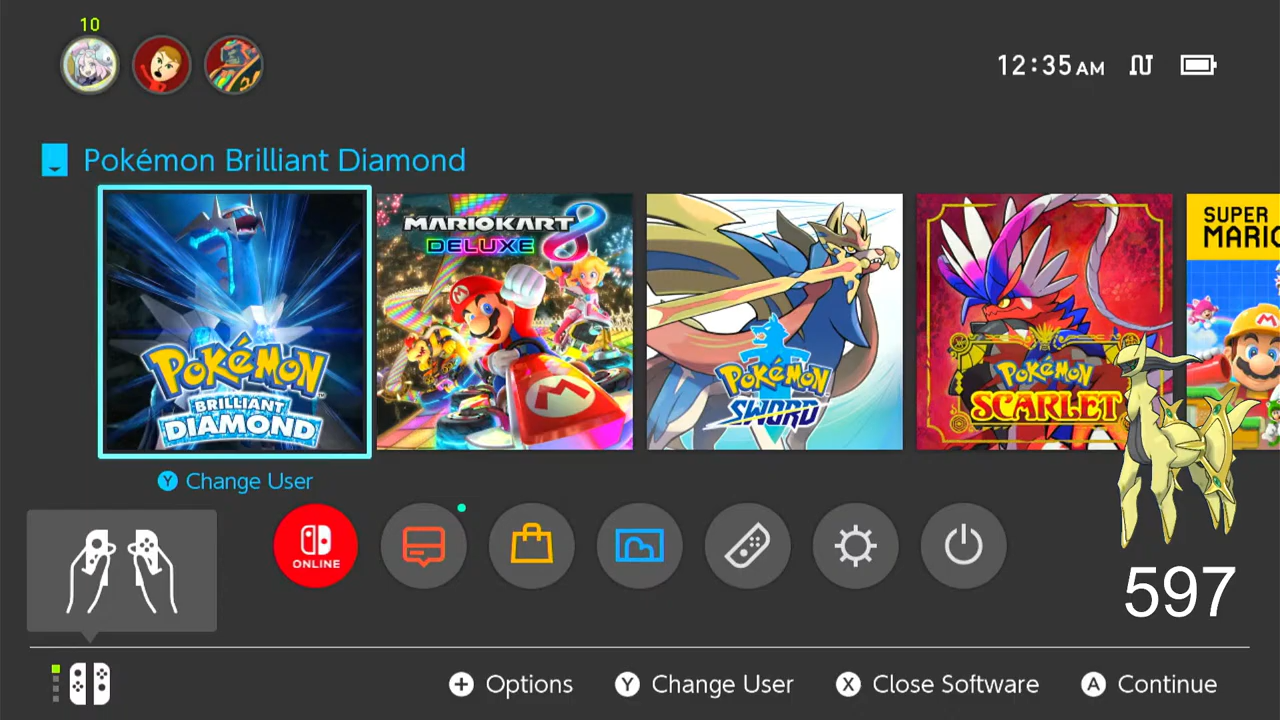 10
12:35 AM
Pokémon Brilliant Diamond
POKéMON
BRILLIANT
DIAMOND
MARIOKART 8
DELUXE
POKéMON
SWORD
POKéMON
SCARLET
SUPER
MARIO
Y Change User
ONLINE
597
+ Options
Y Change User
X Close Software
A Continue